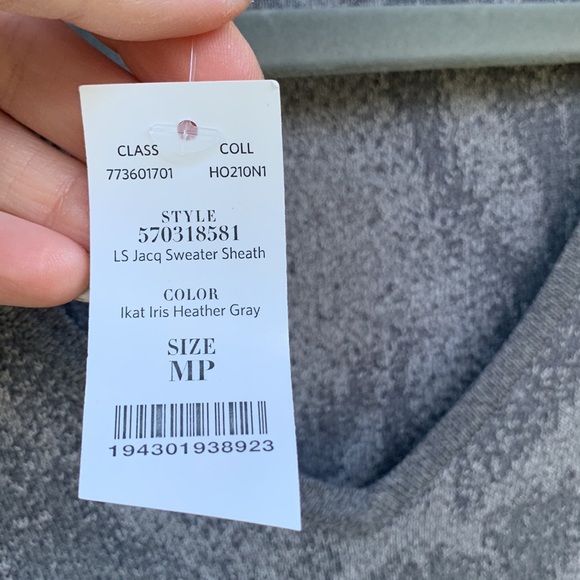 CLASS COLL
773601701 HO210N1
STYLE
570318581
LS Jacq Sweater Sheath
COLOR
Ikat Iris Heather Gray
SIZE
MP
194301938923